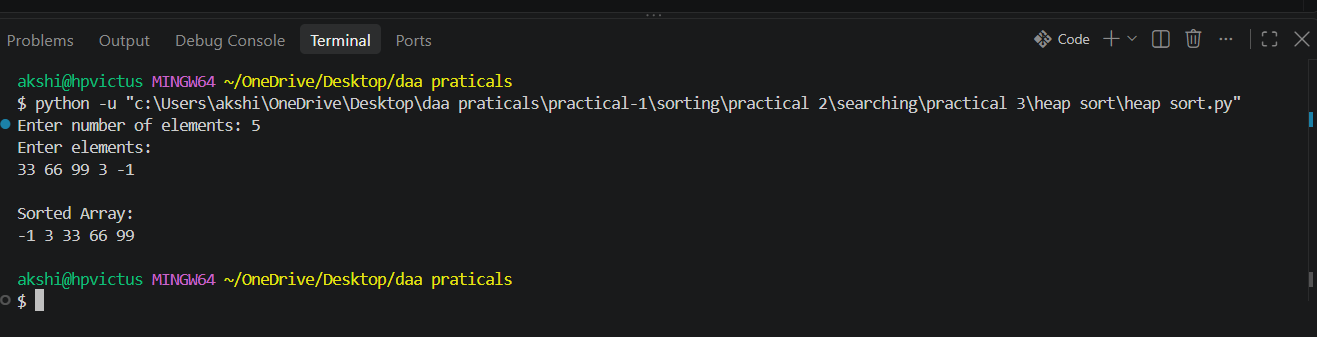 Problems Output Debug Console Terminal Ports Code
akshi@hpvictus MINGW64 ~/OneDrive/Desktop/daa praticals
$ python -u "c:\Users\akshi\OneDrive\Desktop\daa praticals\practical-1\sorting\practical 2\searching\practical 3\heap sort\heap sort.py"
Enter number of elements: 5
Enter elements:
33 66 99 3 -1
Sorted Array:
-1 3 33 66 99
akshi@hpvictus MINGW64 ~/OneDrive/Desktop/daa praticals
$